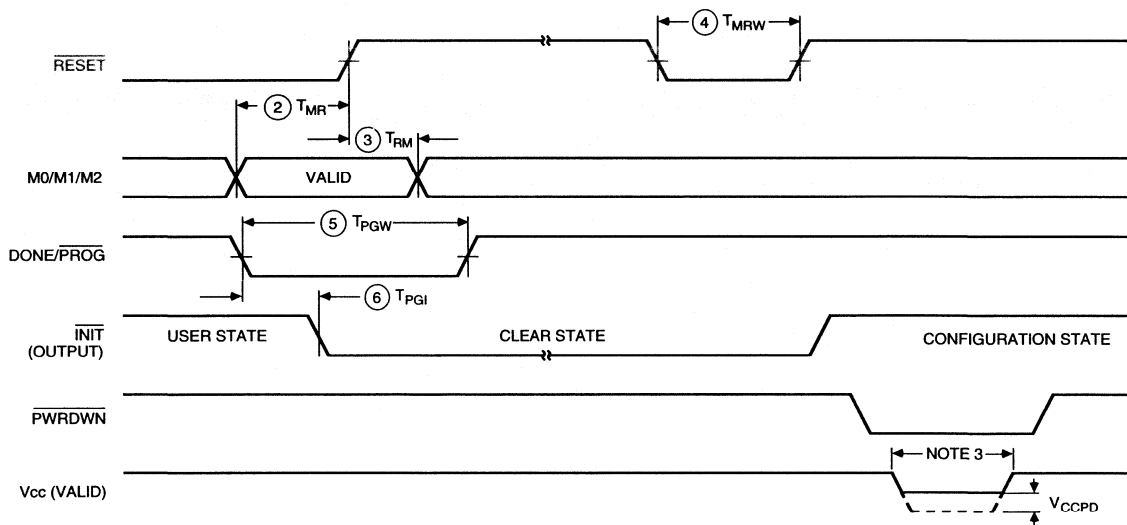 ④ TMRW
RESET
② TMR
③ TRM
M0/M1/M2
VALID
⑤ TPGW
DONE/PROG
⑥ TPGI
INIT
(OUTPUT)
USER STATE
CLEAR STATE
CONFIGURATION STATE
PWRDWN
NOTE 3
Vcc (VALID)
VCCPD